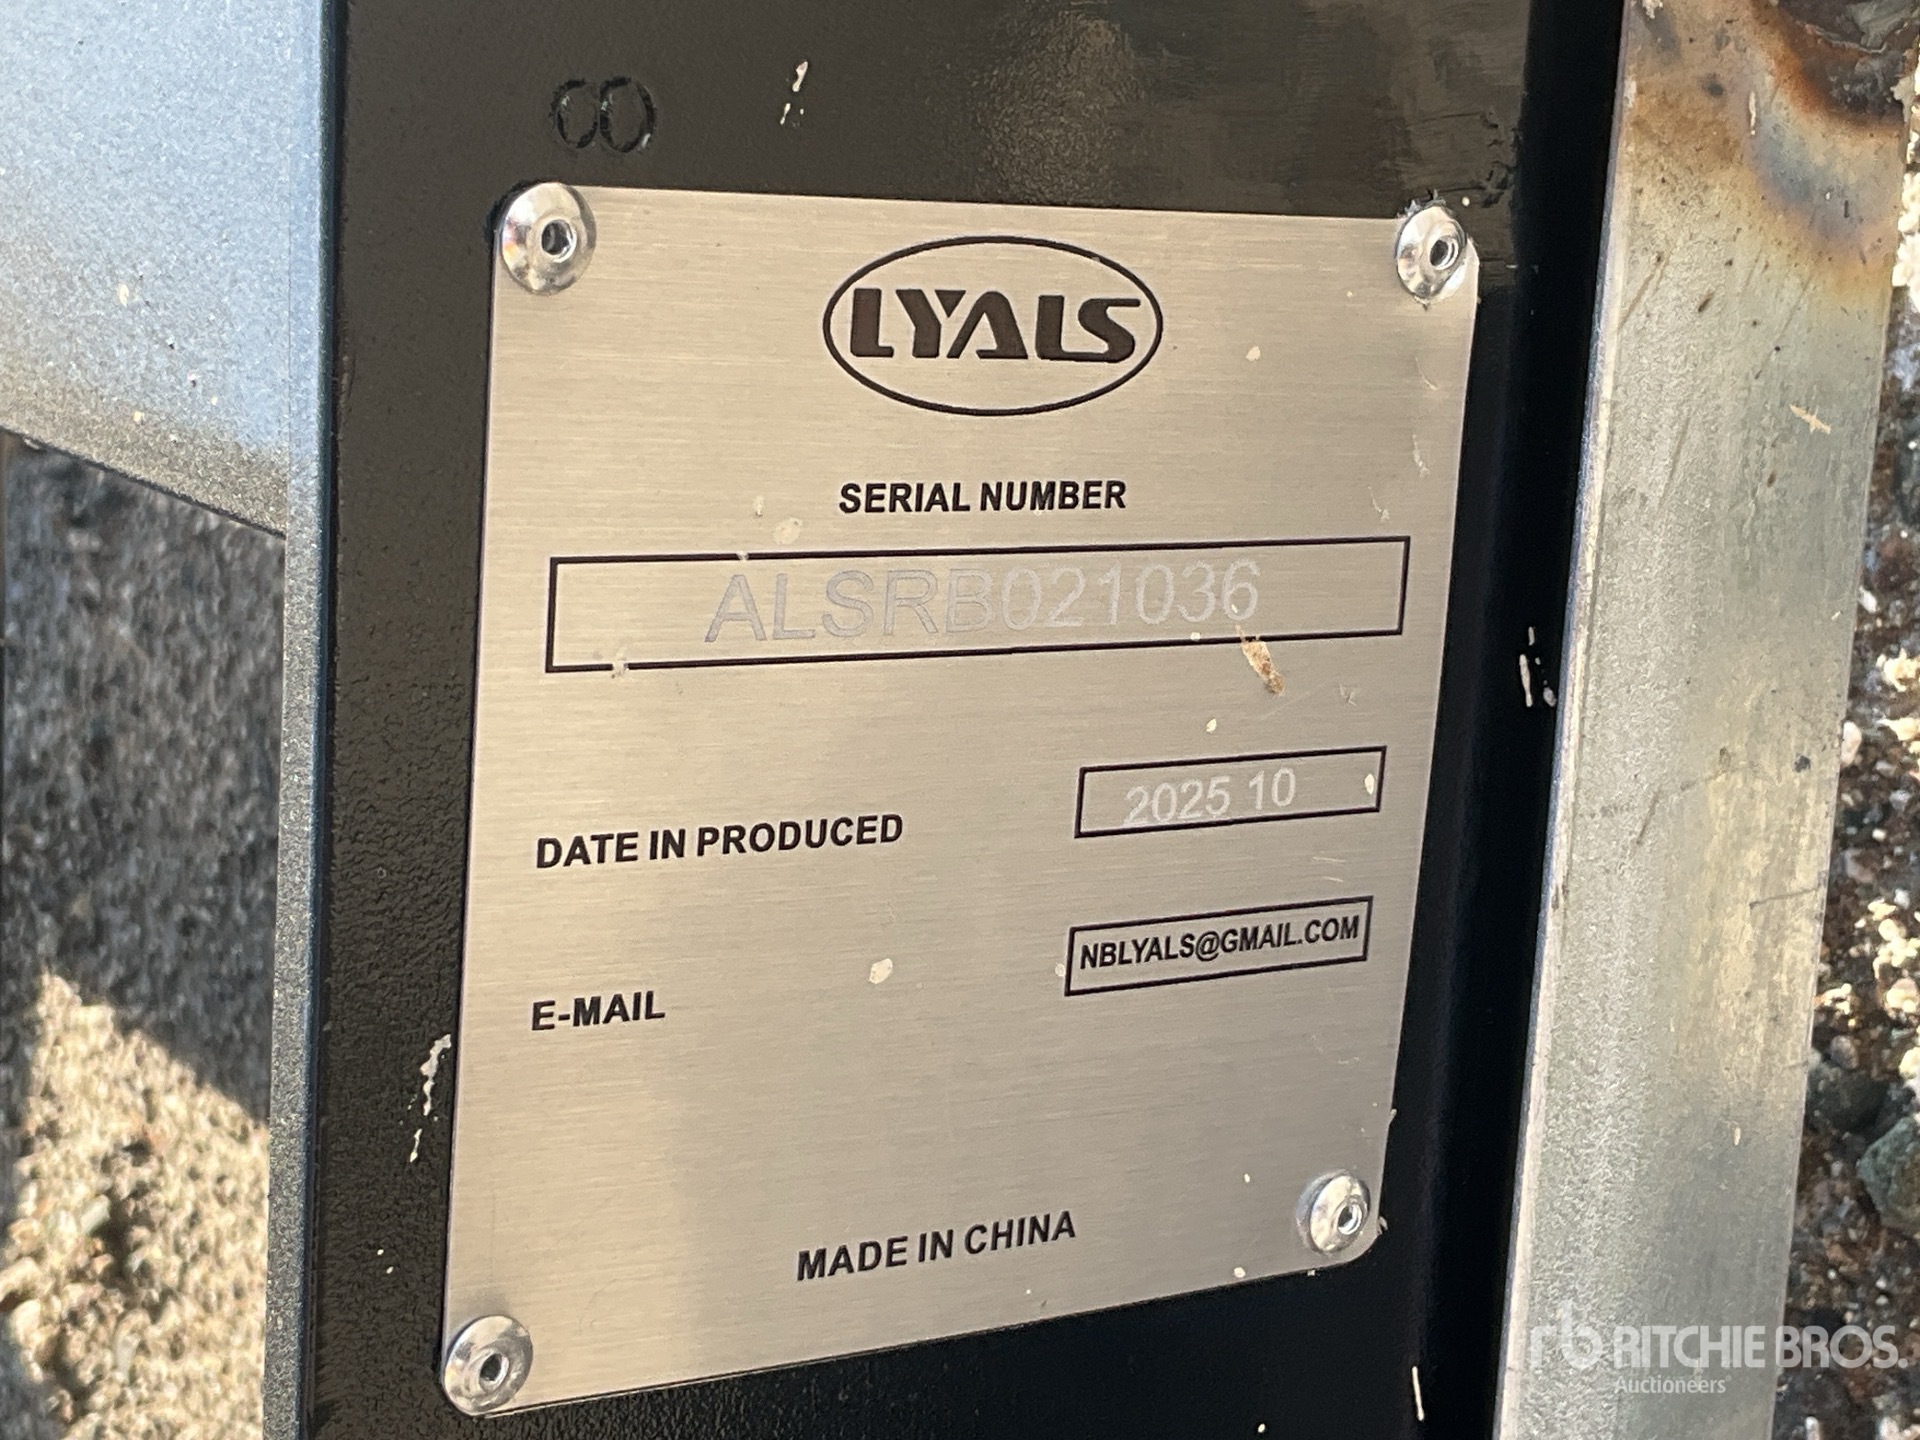 LYALS
SERIAL NUMBER
ALSRB021036
DATE IN PRODUCED
2025 10
E-MAIL
NBLYALS@GMAIL.COM
MADE IN CHINA
rb RITCHIE BROS.
Auctioneers